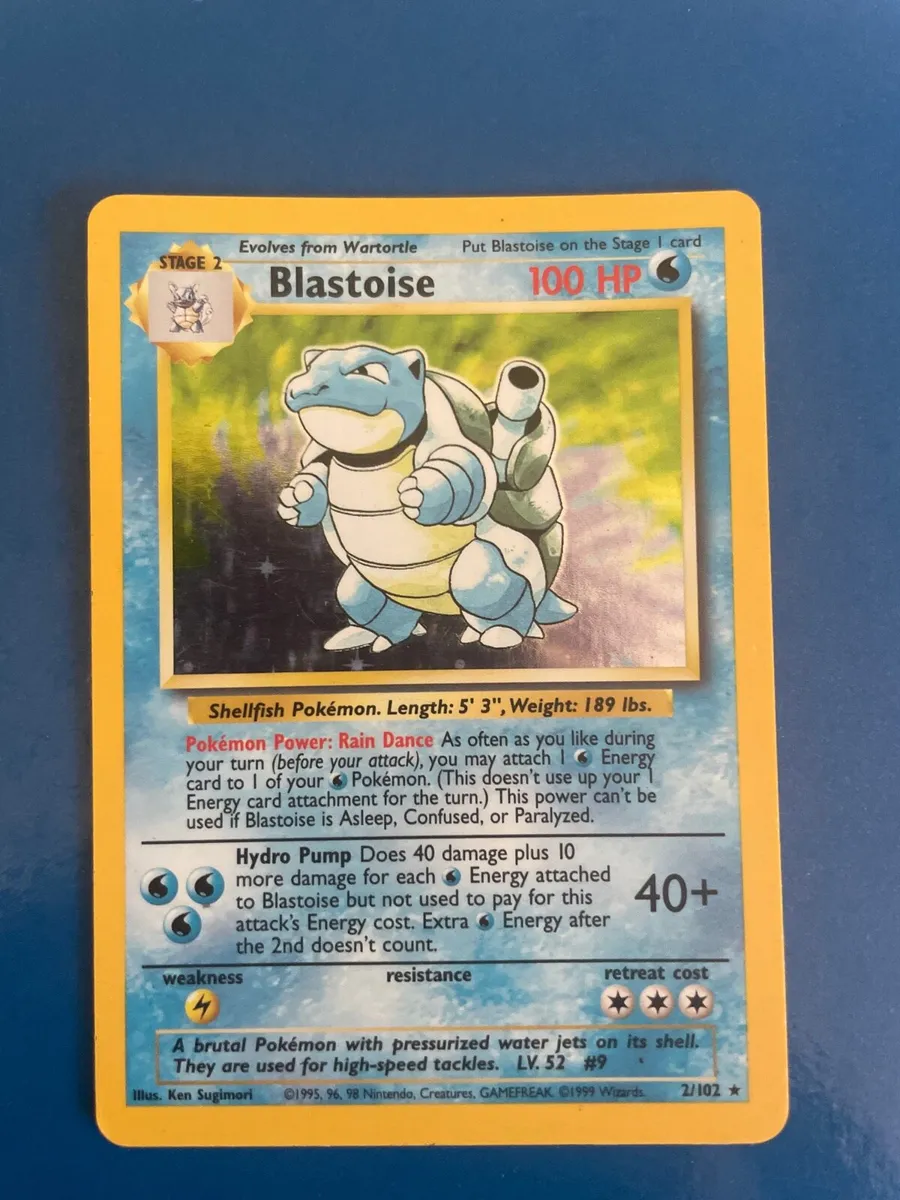 Evolves from Wartortle Put Blastoise on the Stage 1 card
STAGE 2
Blastoise 100 HP
Shellfish Pokémon. Length: 5' 3", Weight: 189 lbs.
Pokémon Power: Rain Dance As often as you like during
your turn (before your attack), you may attach 1 Energy
card to 1 of your Pokémon. (This doesn't use up your 1
Energy card attachment for the turn.) This power can't be
used if Blastoise is Asleep, Confused, or Paralyzed.
Hydro Pump Does 40 damage plus 10
more damage for each Energy attached
to Blastoise but not used to pay for this
attack's Energy cost. Extra Energy after
the 2nd doesn't count.
40+
weakness resistance retreat cost
A brutal Pokémon with pressurized water jets on its shell.
They are used for high-speed tackles. LV. 52 #9
Illus. Ken Sugimori ©1995, 96, 98 Nintendo, Creatures, GAMEFREAK. ©1999 Wizards. 2/102 ★